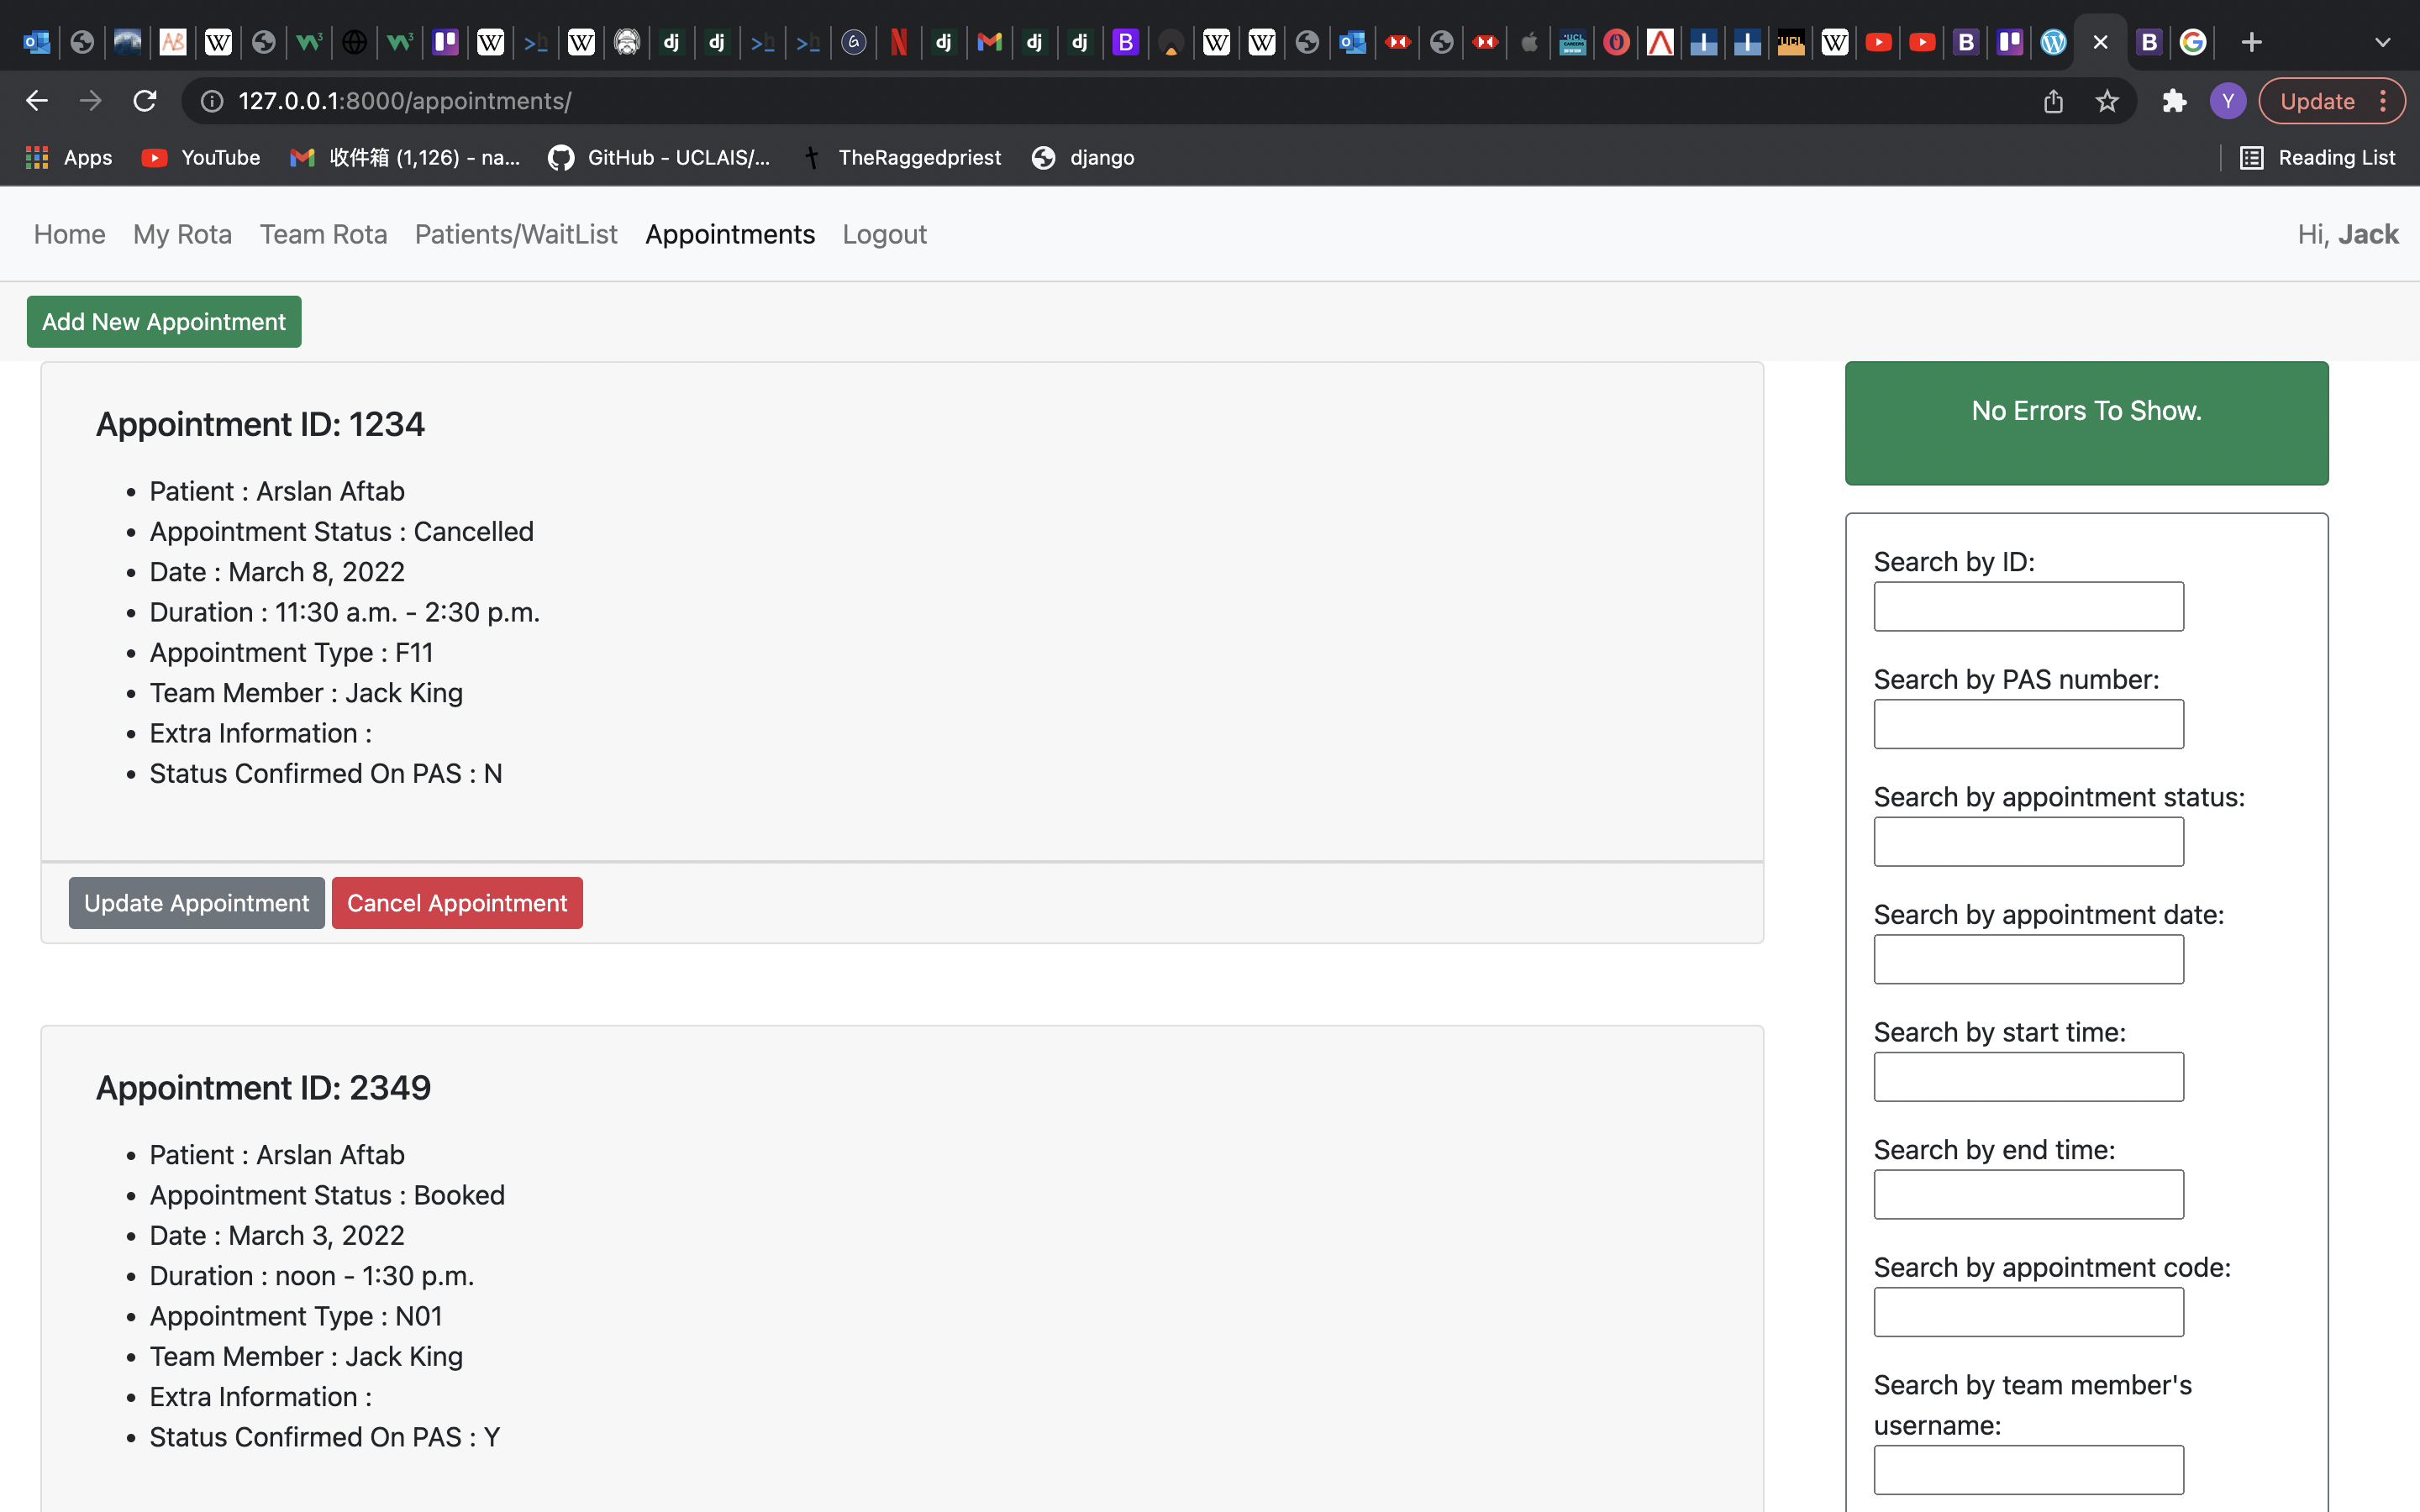 127.0.0.1:8000/appointments/
Update
Apps
YouTube
收件箱 (1,126) - na...
GitHub - UCLAIS/...
TheRaggedpriest
django
Reading List
Home
My Rota
Team Rota
Patients/WaitList
Appointments
Logout
Hi, Jack
Add New Appointment
Appointment ID: 1234
• Patient : Arslan Aftab
• Appointment Status : Cancelled
• Date : March 8, 2022
• Duration : 11:30 a.m. - 2:30 p.m.
• Appointment Type : F11
• Team Member : Jack King
• Extra Information :
• Status Confirmed On PAS : N
Update Appointment
Cancel Appointment
Appointment ID: 2349
• Patient : Arslan Aftab
• Appointment Status : Booked
• Date : March 3, 2022
• Duration : noon - 1:30 p.m.
• Appointment Type : N01
• Team Member : Jack King
• Extra Information :
• Status Confirmed On PAS : Y
No Errors To Show.
Search by ID:
Search by PAS number:
Search by appointment status:
Search by appointment date:
Search by start time:
Search by end time:
Search by appointment code:
Search by team member's
username: